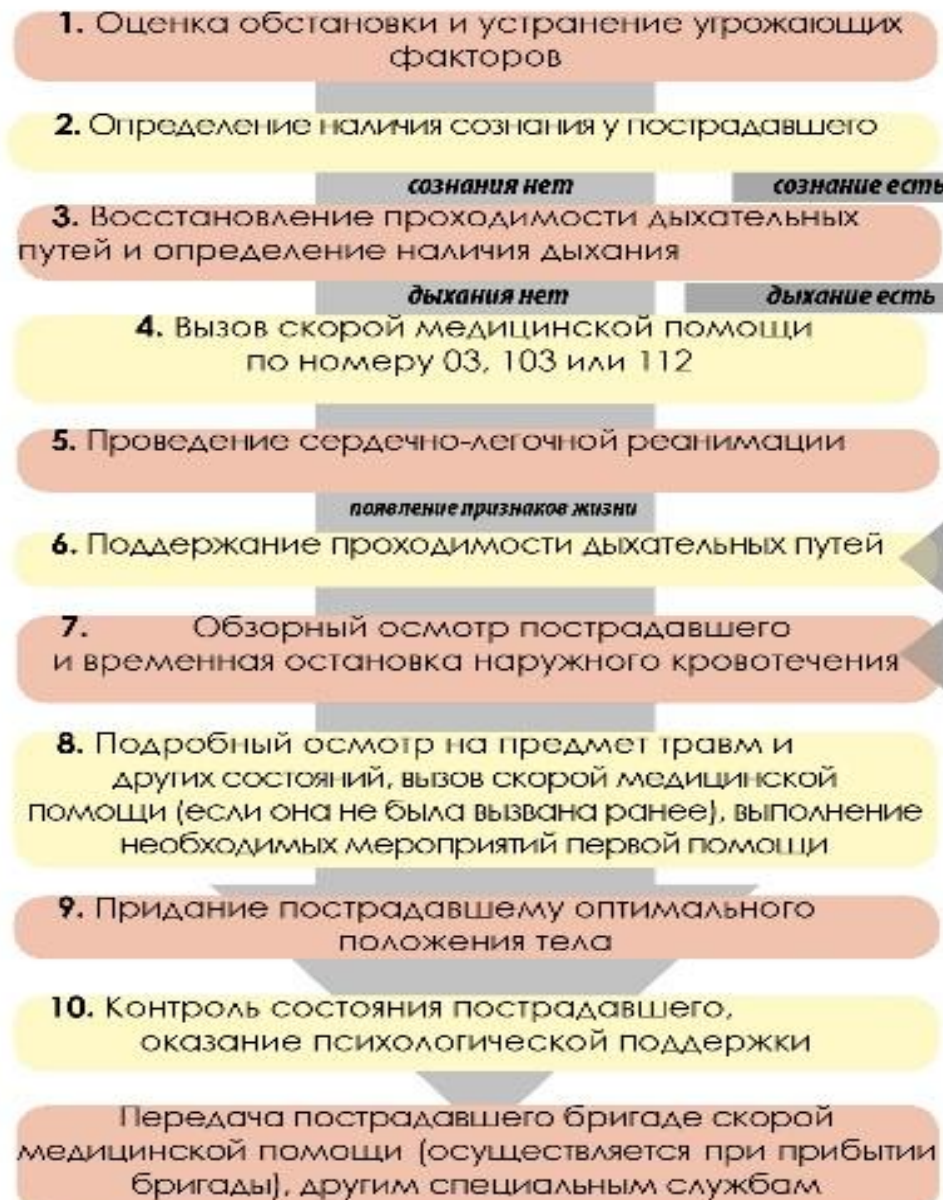 1. Оценка обстановки и устранение угрожающих
факторов
2. Определение наличия сознания у пострадавшего
сознания нет
сознание есть
3. Восстановление проходимости дыхательных
путей и определение наличия дыхания
дыхания нет
дыхание есть
4. Вызов скорой медицинской помощи
по номеру 03, 103 или 112
5. Проведение сердечно-легочной реанимации
появление признаков жизни
6. Поддержание проходимости дыхательных путей
7. Обзорный осмотр пострадавшего
и временная остановка наружного кровотечения
8. Подробный осмотр на предмет травм и
других состояний, вызов скорой медицинской
помощи (если она не была вызвана ранее), выполнение
необходимых мероприятий первой помощи
9. Придание пострадавшему оптимального
положения тела
10. Контроль состояния пострадавшего,
оказание психологической поддержки
Передача пострадавшего бригаде скорой
медицинской помощи (осуществляется при прибытии
бригады), другим специальным службам